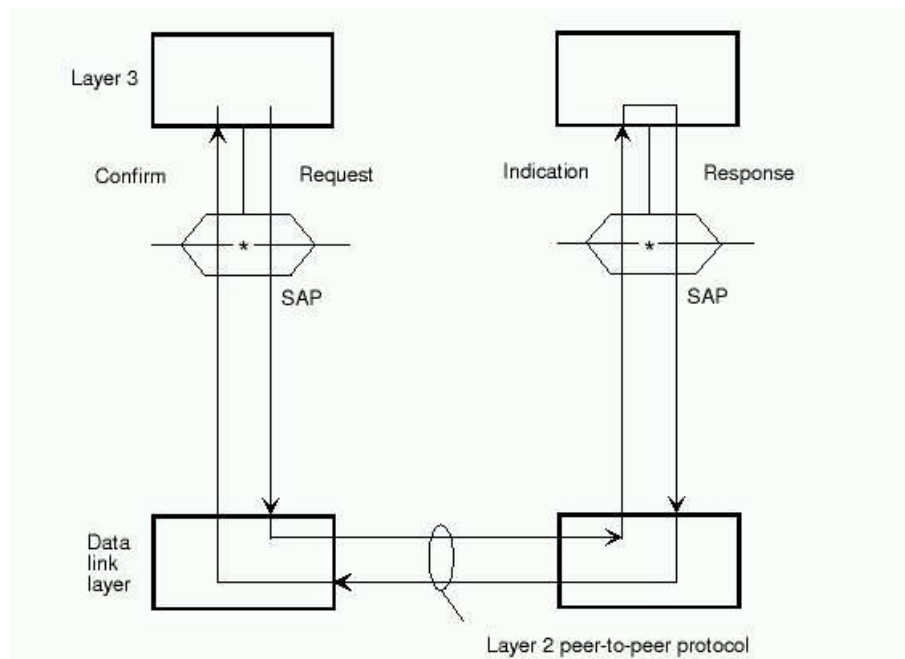 Layer 3
Confirm
Request
Indication
Response
*
*
SAP
SAP
Data
link
layer
Layer 2 peer-to-peer protocol